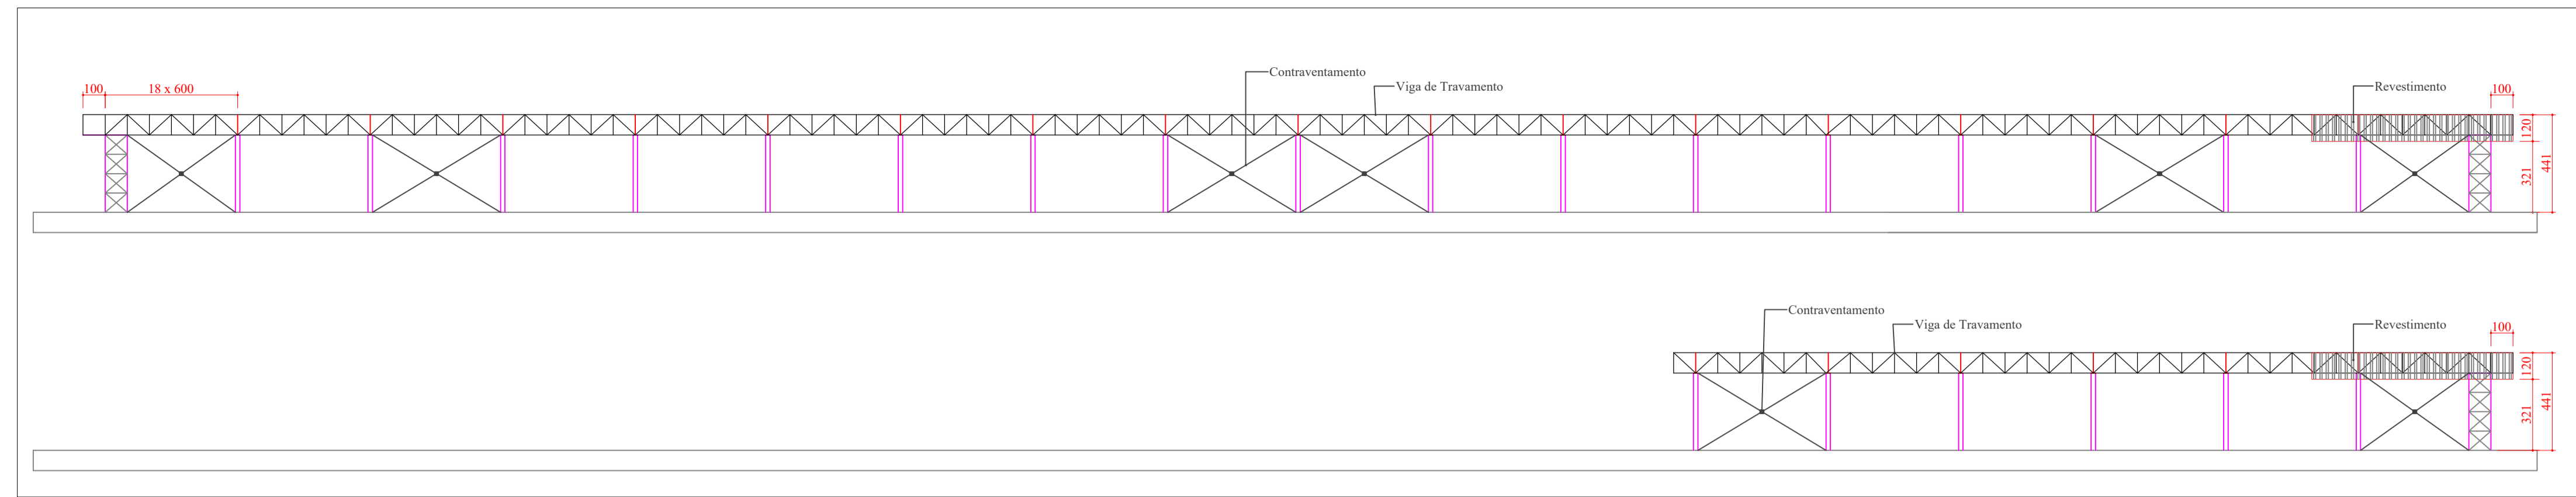 Contraventamento
Viga de Travamento
Revestimento
100
18 x 600
100
120
321
441
Contraventamento
Viga de Travamento
Revestimento
100
120
321
441